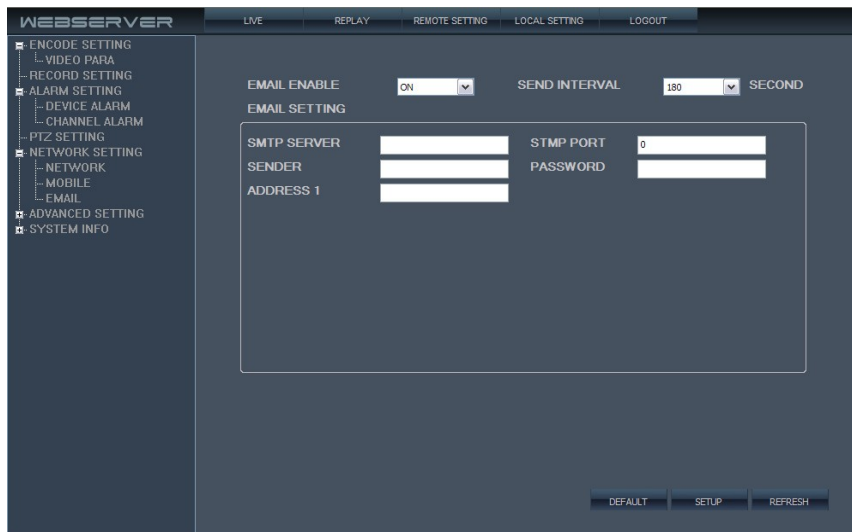 WEBSERVER
LIVE REPLAY REMOTE SETTING LOCAL SETTING LOGOUT
ENCODE SETTING
VIDEO PARA
RECORD SETTING
ALARM SETTING
DEVICE ALARM
CHANNEL ALARM
PTZ SETTING
NETWORK SETTING
NETWORK
MOBILE
EMAIL
ADVANCED SETTING
SYSTEM INFO
EMAIL ENABLE ON SEND INTERVAL 180 SECOND
EMAIL SETTING
SMTP SERVER STMP PORT 0
SENDER PASSWORD
ADDRESS 1
DEFAULT SETUP REFRESH